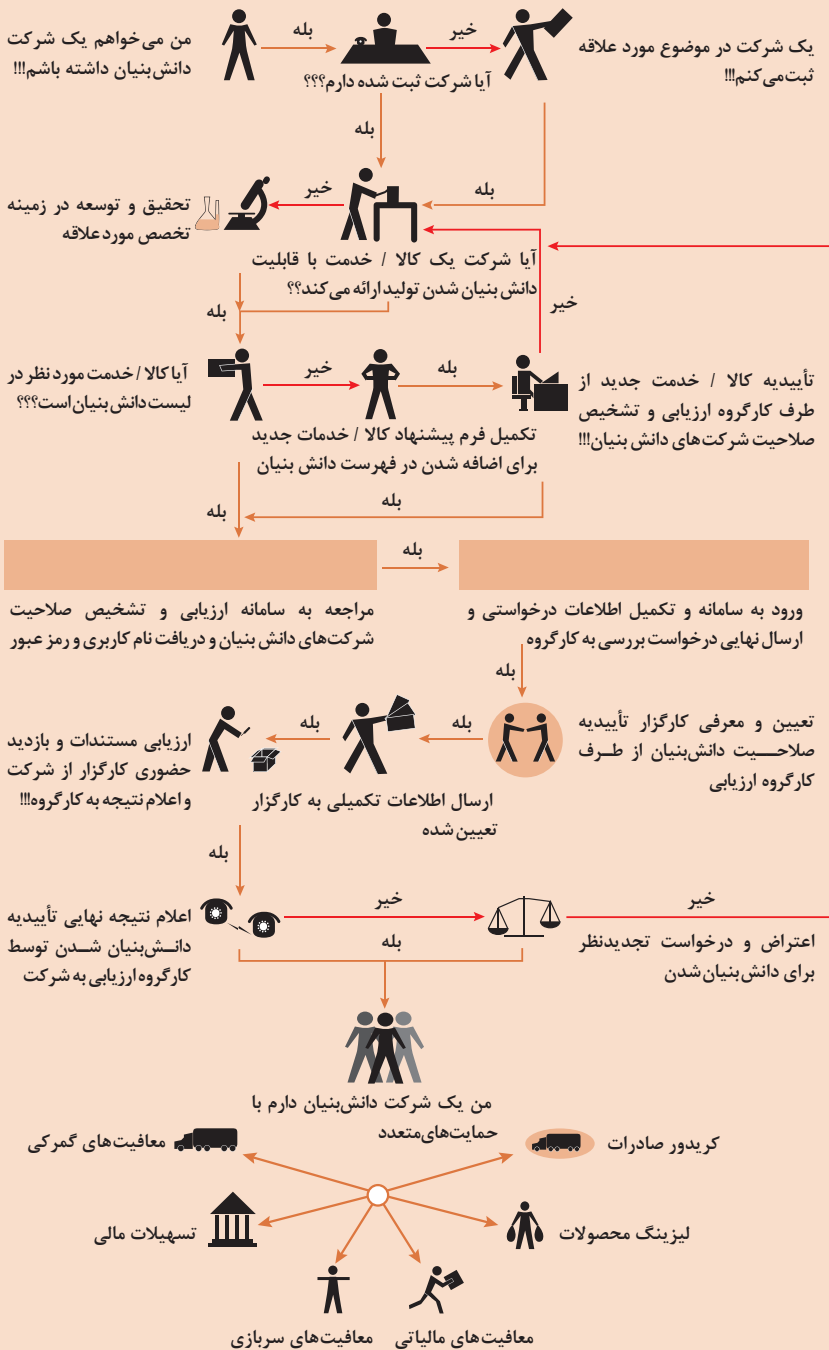 من می‌خواهم یک شرکت
دانش‌بنیان داشته باشم!!!
بله
آیا شرکت ثبت شده دارم؟؟؟
خیر
یک شرکت در موضوع مورد علاقه
ثبت‌می‌کنم!!!
بله
بله
خیر
تحقیق و توسعه در زمینه
تخصص موردعلاقه
آیا شرکت یک کالا / خدمت با قابلیت
دانش‌بنیان شدن تولید/ارائه می‌کند؟؟
بله
خیر
آیا کالا / خدمت مورد نظر در
لیست‌دانش‌بنیان‌است؟؟؟
خیر
تکمیل فرم پیشنهاد کالا / خدمات جدید
برای اضافه شدن در فهرست دانش بنیان
بله
تأییدیه کالا / خدمت جدید از
طرف کارگروه ارزیابی و تشخیص
صلاحیت شرکت‌های دانش بنیان!!!
بله
بله
بله
مراجعه به سامانه ارزیابی و تشخیص صلاحیت
شرکت‌های دانش بنیان و دریافت نام کاربری و رمز عبور
ورود به سامانه و تکمیل اطلاعات درخواستی و
ارسال نهایی درخواست بررسی به کارگروه
بله
تعیین و معرفی کارگزار تأییدیه
صلاحـــیت دانش‌بنیان از طــرف
کارگروه ارزیابی
بله
ارسال اطلاعات تکمیلی به کارگزار
تعیین‌شده
بله
ارزیابی مستندات و بازدید
حضوری کارگزار از شرکت
و اعلام نتیجه به کارگروه!!!
بله
اعلام نتیجه نهایی تأییدیه
دانــش‌بنیان شــدن توسط
کارگروه ارزیابی به شرکت
خیر
بله
خیر
اعتراض و درخواست تجدیدنظر
برای دانش‌بنیان‌شدن
من یک شرکت دانش‌بنیان دارم با
حمایت‌های‌متعدد
کریدور صادرات
معافیت‌های گمرکی
لیزینگ محصولات
تسهیلات مالی
معافیت‌های مالیاتی
معافیت‌های سربازی